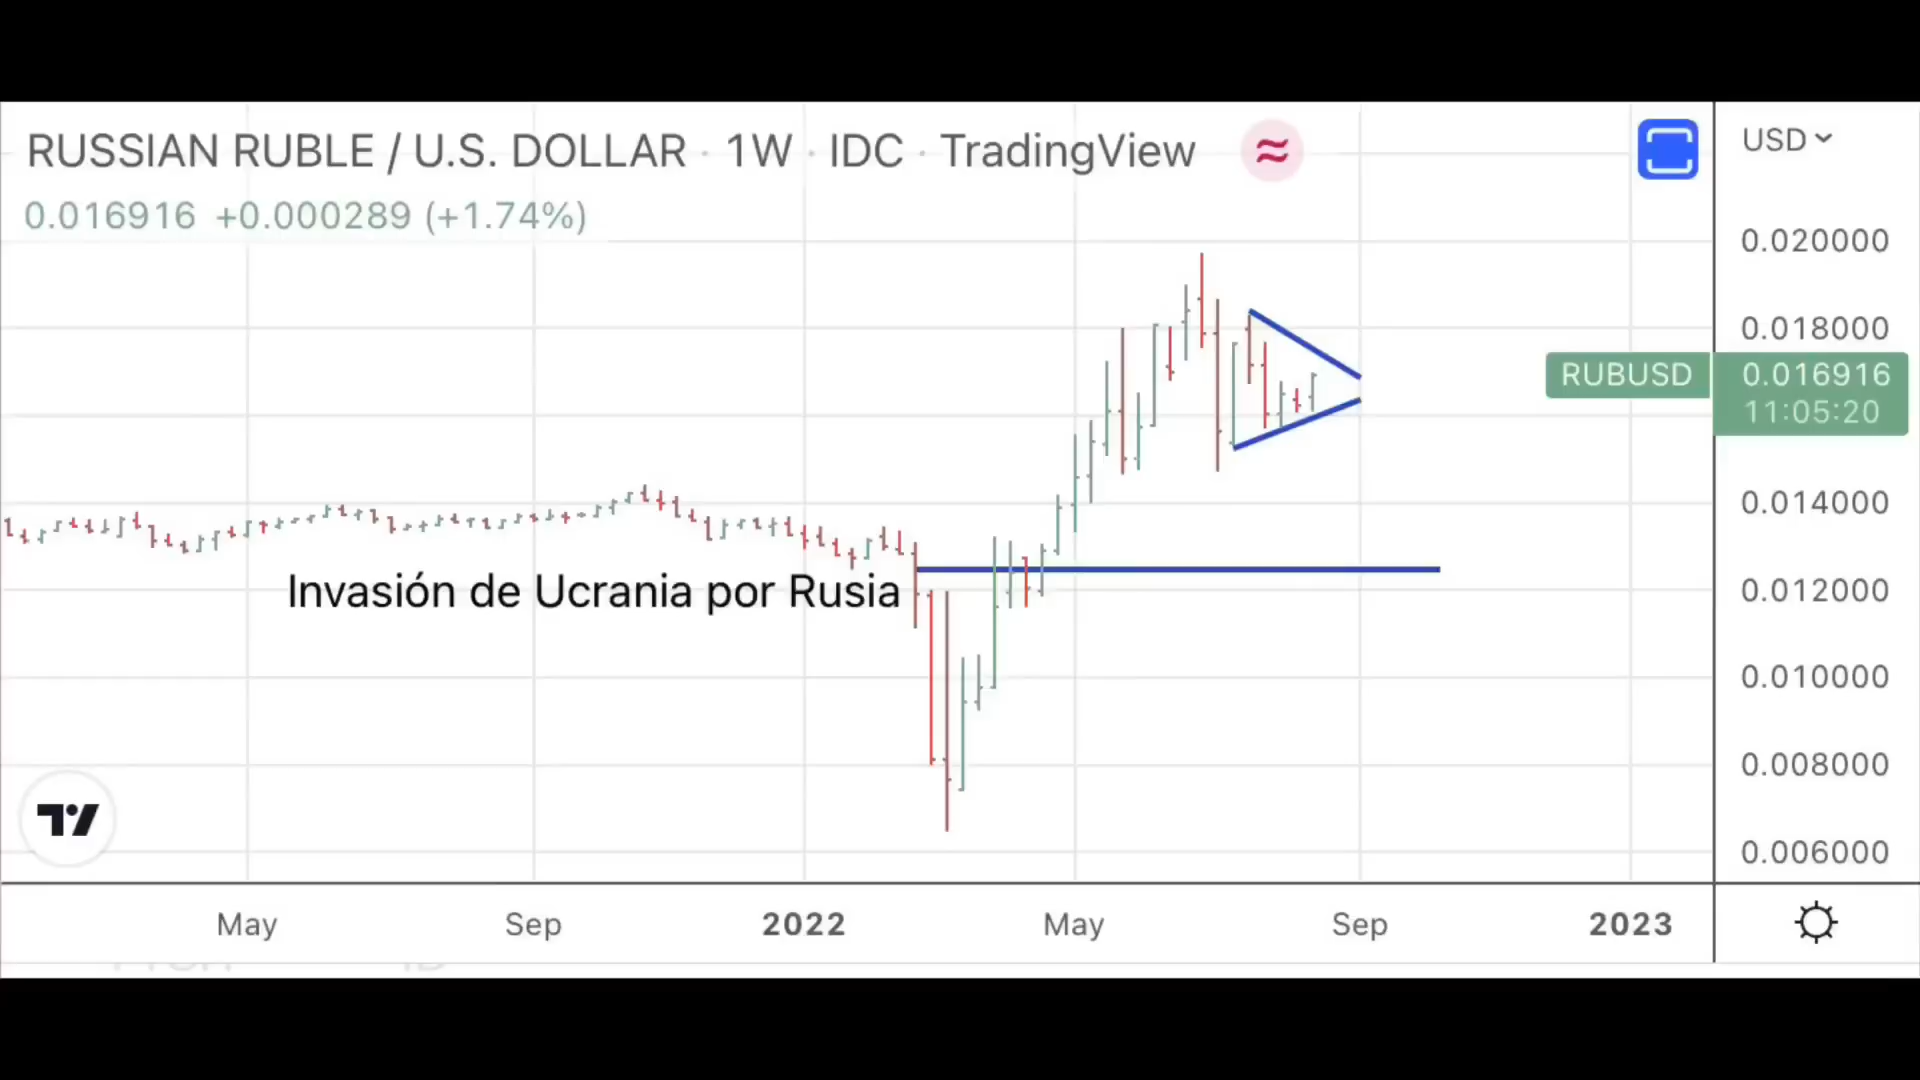 RUSSIAN RUBLE / U.S. DOLLAR · 1W · IDC · TradingView
USD
0.016916 +0.000289 (+1.74%)
0.020000
0.018000
RUBUSD 0.016916
11:05:20
0.014000
Invasión de Ucrania por Rusia
0.012000
0.010000
0.008000
0.006000
May Sep 2022 May Sep 2023